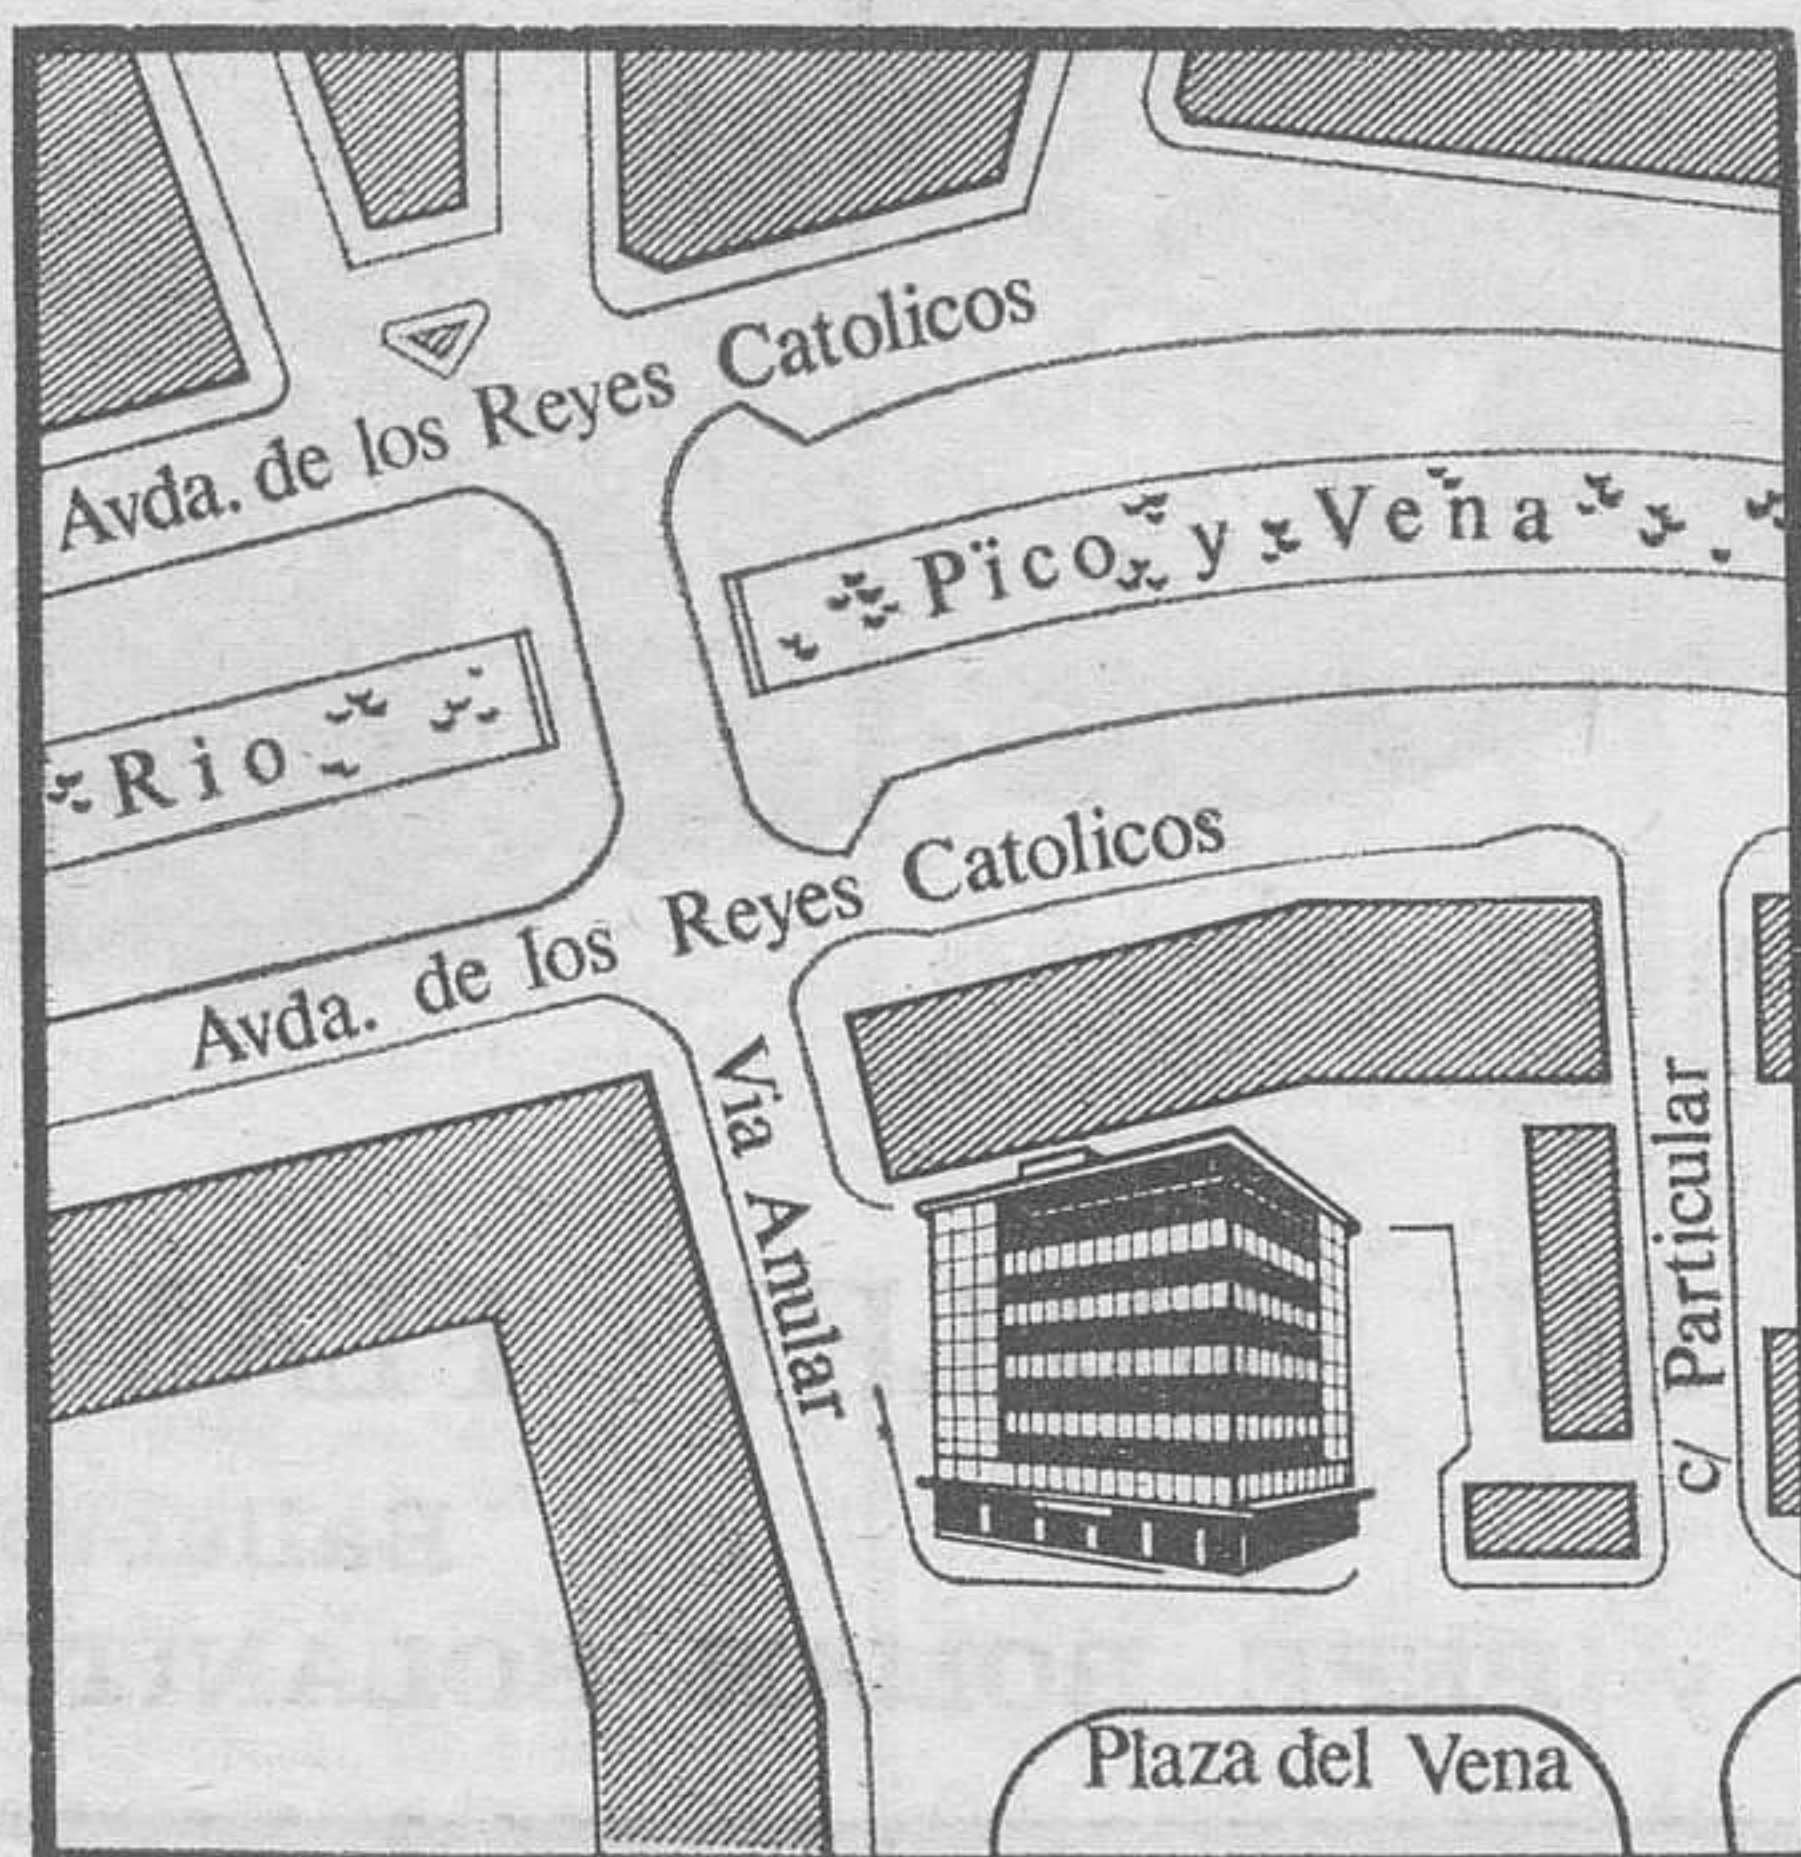 Avda. de los Reyes Catolicos
Rio Pico y Vena
Avda. de los Reyes Catolicos
Via Anular
c/ Particular
Plaza del Vena